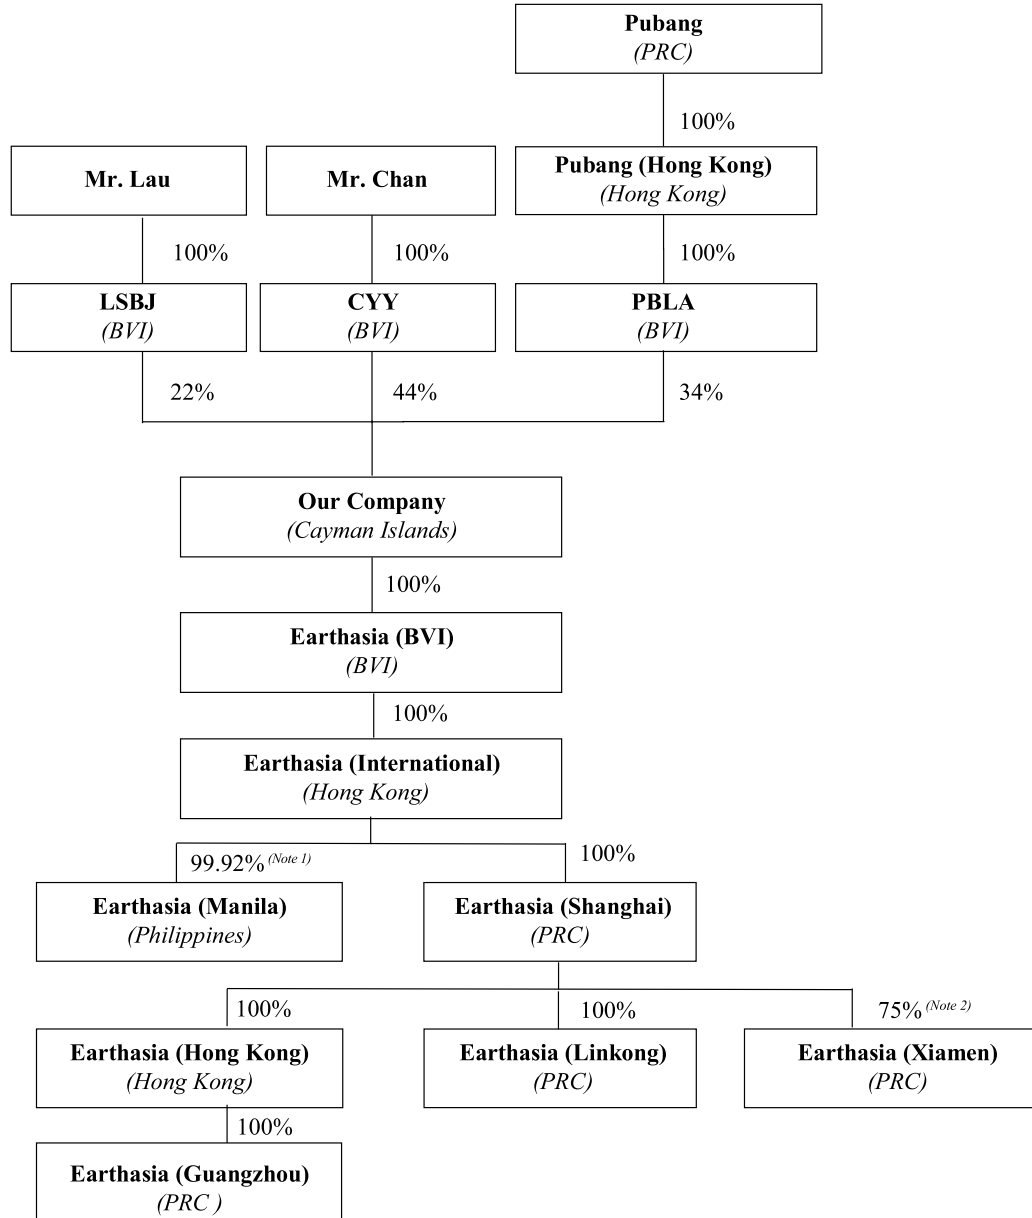 Pubang
(PRC)
100%
Mr. Lau
Mr. Chan
Pubang (Hong Kong)
(Hong Kong)
100%
100%
100%
LSBJ
(BVI)
CYY
(BVI)
PBLA
(BVI)
22%
44%
34%
Our Company
(Cayman Islands)
100%
Earthasia (BVI)
(BVI)
100%
Earthasia (International)
(Hong Kong)
99.92% (Note 1)
100%
Earthasia (Manila)
(Philippines)
Earthasia (Shanghai)
(PRC)
100%
100%
75% (Note 2)
Earthasia (Hong Kong)
(Hong Kong)
Earthasia (Linkong)
(PRC)
Earthasia (Xiamen)
(PRC)
100%
Earthasia (Guangzhou)
(PRC )